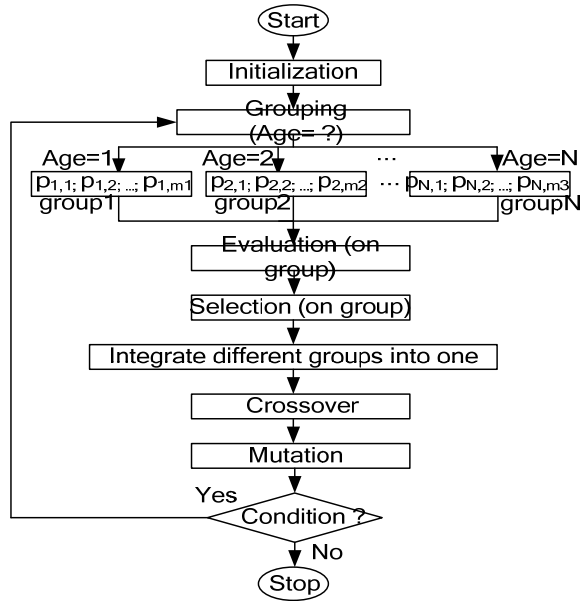 Start
Initialization
Grouping
(Age= ?)
Age=1 Age=2 ... Age=N
p1,1; p1,2; ...; p1,m1 p2,1; p2,2; ...; p2,m2 ... pN,1; pN,2; ...; pN,m3
group1 group2 groupN
Evaluation (on
group)
Selection (on group)
Integrate different groups into one
Crossover
Mutation
Yes
Condition ?
No
Stop